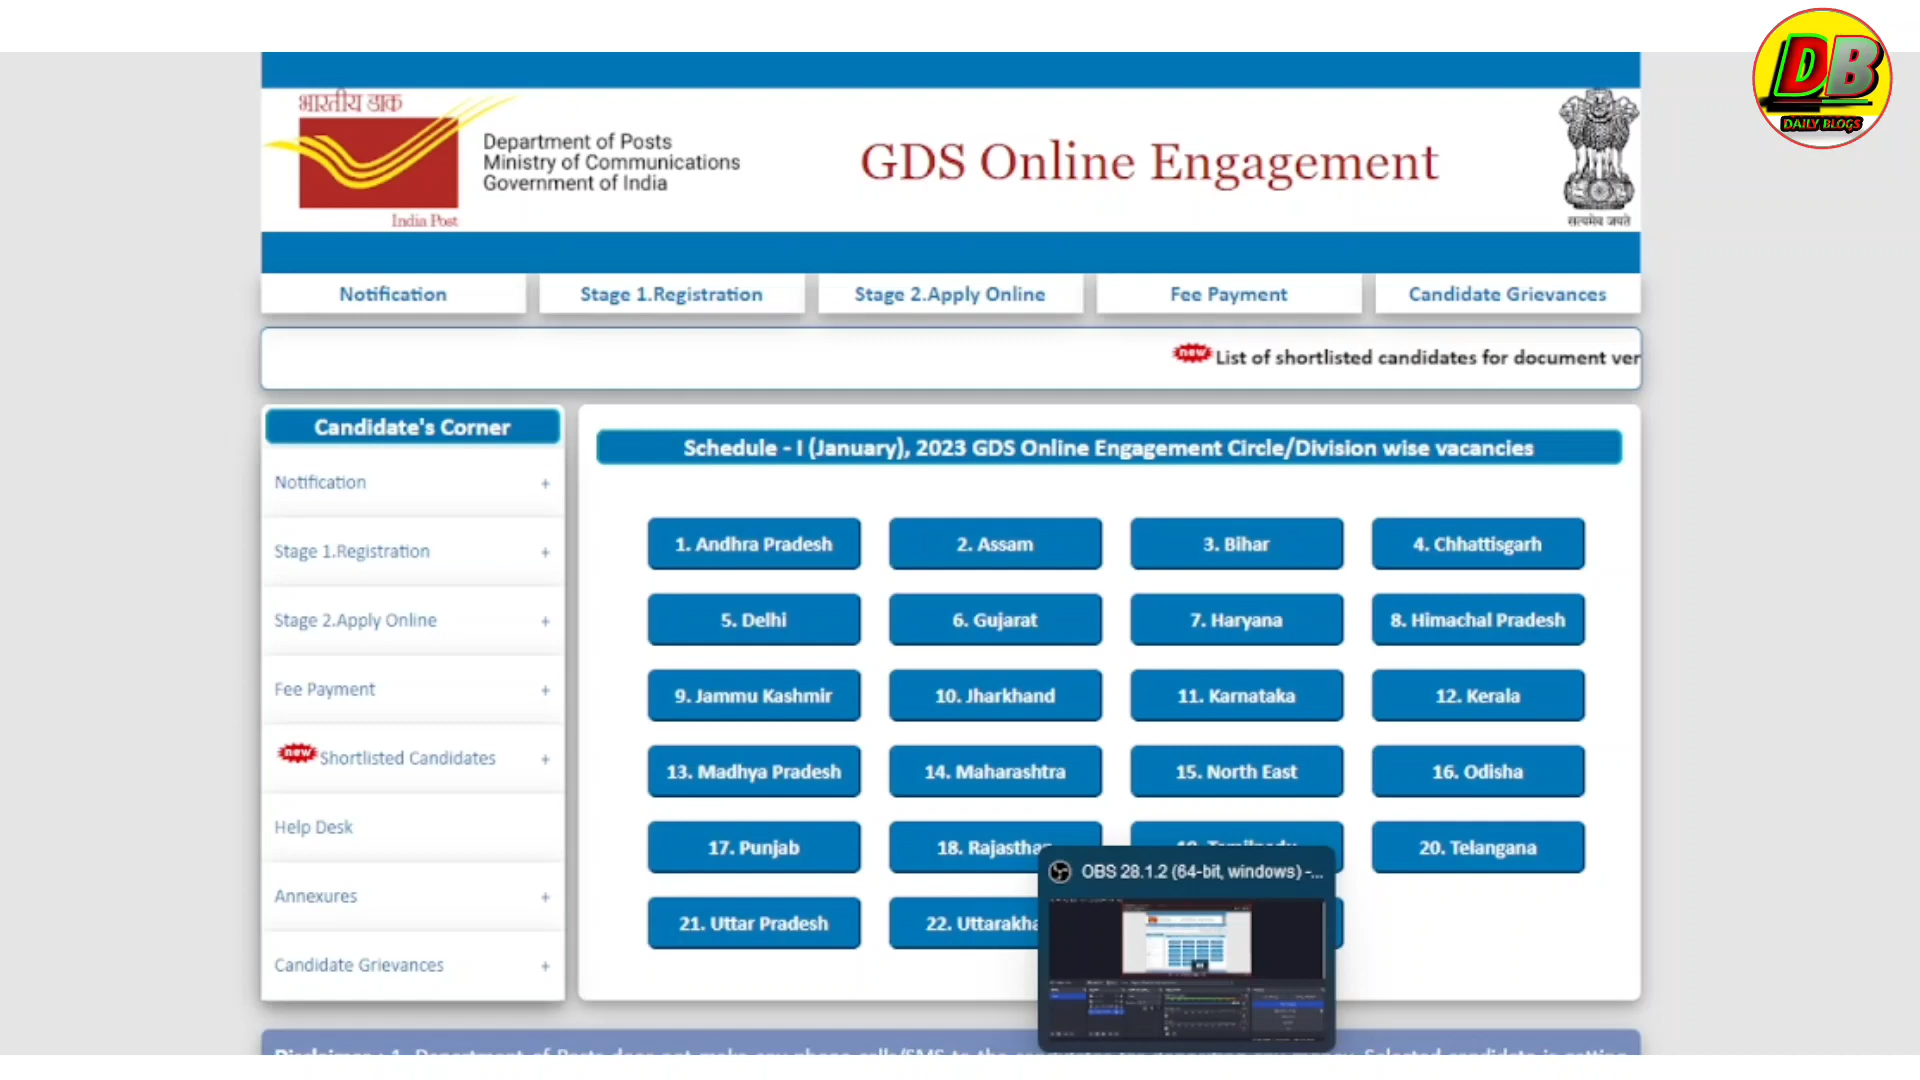 भारतीय डाक
Department of Posts
Ministry of Communications
Government of India
India Post
GDS Online Engagement
सत्यमेव जयते
DB
DAILY BLOGS
Notification
Stage 1.Registration
Stage 2.Apply Online
Fee Payment
Candidate Grievances
new List of shortlisted candidates for document ver
Candidate's Corner
Notification +
Stage 1.Registration +
Stage 2.Apply Online +
Fee Payment +
new Shortlisted Candidates +
Help Desk
Annexures +
Candidate Grievances +
Schedule - I (January), 2023 GDS Online Engagement Circle/Division wise vacancies
1. Andhra Pradesh
2. Assam
3. Bihar
4. Chhattisgarh
5. Delhi
6. Gujarat
7. Haryana
8. Himachal Pradesh
9. Jammu Kashmir
10. Jharkhand
11. Karnataka
12. Kerala
13. Madhya Pradesh
14. Maharashtra
15. North East
16. Odisha
17. Punjab
18. Rajasthan
19. Tamilnadu
20. Telangana
21. Uttar Pradesh
22. Uttarakha
OBS 28.1.2 (64-bit, windows) -...